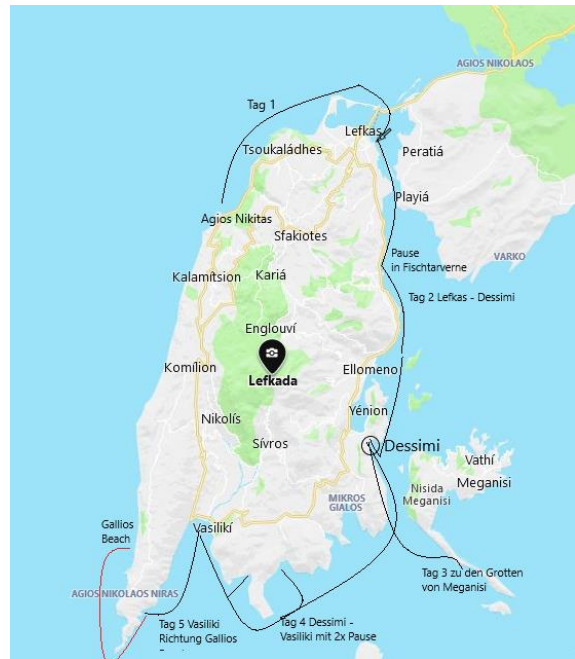 AGIOS NIKOLAOS
Tag 1
Lefkas
Tsoukaládhes
Peratiá
Playiá
Agios Nikitas
Sfakiotes
Pause
in Fischtarverne
VARKO
Kalamítsion
Kariá
Tag 2 Lefkas - Dessimi
Englouví
Komílion
Lefkada
Ellomeno
Yénion
Nikolís
Sívros
Dessimi
Vathí
Meganisi
Nisida
Meganisi
MIKROS
GIALOS
Vasilikí
Gallios
Beach
Tag 3 zu den Grotten
von Meganisi
AGIOS NIKOLAOS NIRAS
Tag 5 Vasiliki
Richtung Gallios
Tag 4 Dessimi -
Vasiliki mit 2x Pause